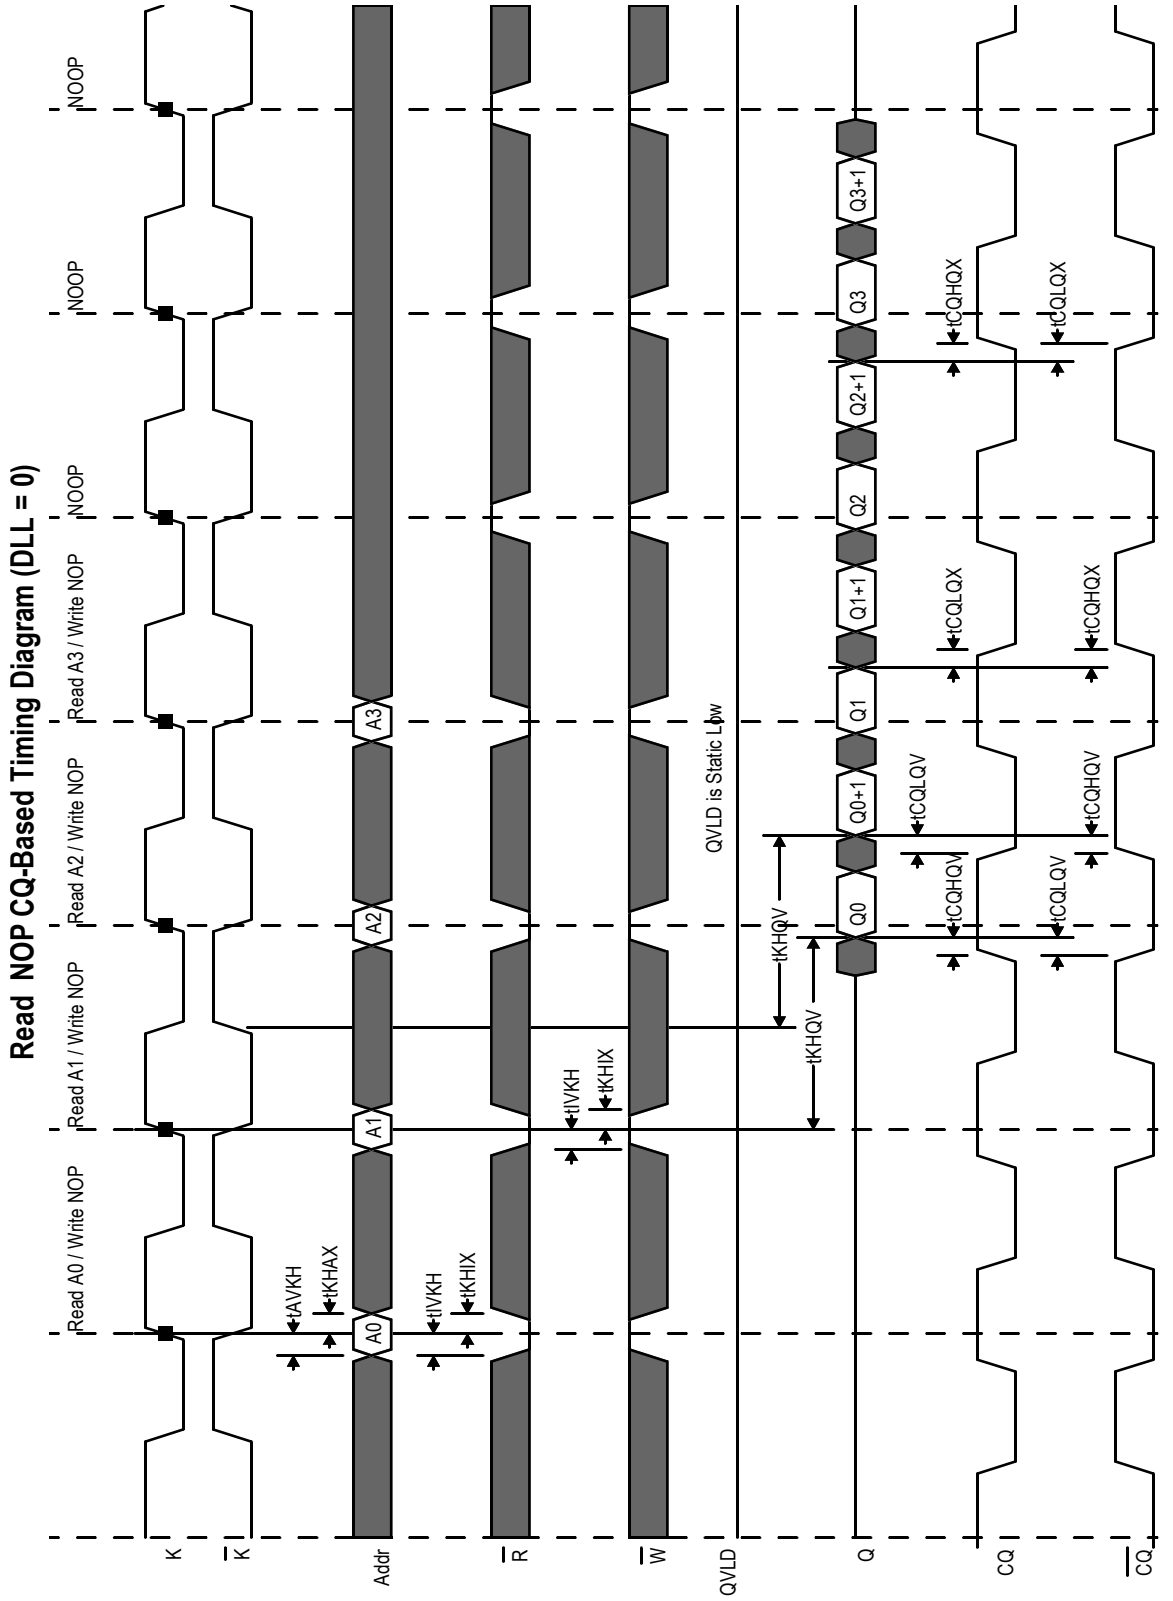 Read NOP CQ-Based Timing Diagram (DLL = 0)
Read A0 / Write NOP
Read A1 / Write NOP
Read A2 / Write NOP
Read A3 / Write NOP
NOOP
NOOP
NOOP
K
K̅
tAVKH
tKHAX
Addr
A0
A1
A2
A3
tIVKH
tKHIX
R̅
tIVKH
tKHIX
W̅
QVLD is Static Low
QVLD
tKHQV
tKHQV
Q
Q0
Q0+1
Q1
Q1+1
Q2
Q2+1
Q3
Q3+1
tCQLQV
tCQHQV
tCQLQX
tCQHQX
CQ
tCQLQV
tCQHQV
tCQHQX
tCQLQX
C̅Q̅